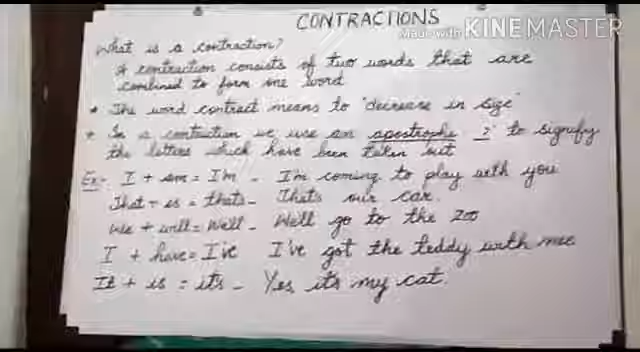 CONTRACTIONS
Made with KINEMASTER
What is a contraction?
A contraction consists of two words that are
combined to form one word
* The word contract means to "decrease in size"
* In a contraction we use an apostrophe ’ to signify
the letters which have been taken out
Ex- I + am = I'm - I'm coming to play with you
That + is = that's - That's our car.
We + will = We'll - We'll go to the zoo
I + have = I've I've got the teddy with me
It + is = it's - Yes, it's my cat.